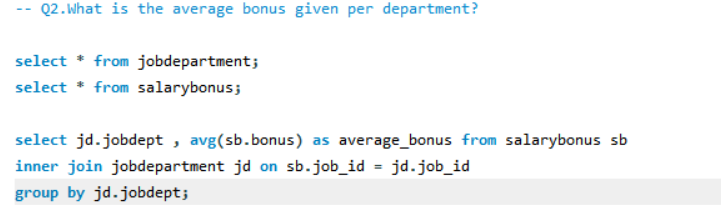 -- Q2.What is the average bonus given per department?
select * from jobdepartment;
select * from salarybonus;
select jd.jobdept , avg(sb.bonus) as average_bonus from salarybonus sb
inner join jobdepartment jd on sb.job_id = jd.job_id
group by jd.jobdept;